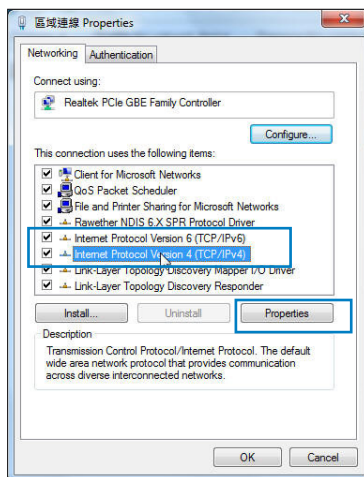 區域連線 Properties
Networking
Authentication
Connect using:
Realtek PCIe GBE Family Controller
Configure...
This connection uses the following items:
Client for Microsoft Networks
QoS Packet Scheduler
File and Printer Sharing for Microsoft Networks
Rawether NDIS 6.X SPR Protocol Driver
Internet Protocol Version 6 (TCP/IPv6)
Internet Protocol Version 4 (TCP/IPv4)
Link-Layer Topology Discovery Mapper I/O Driver
Link-Layer Topology Discovery Responder
Install...
Uninstall
Properties
Description
Transmission Control Protocol/Internet Protocol. The default
wide area network protocol that provides communication
across diverse interconnected networks.
OK
Cancel